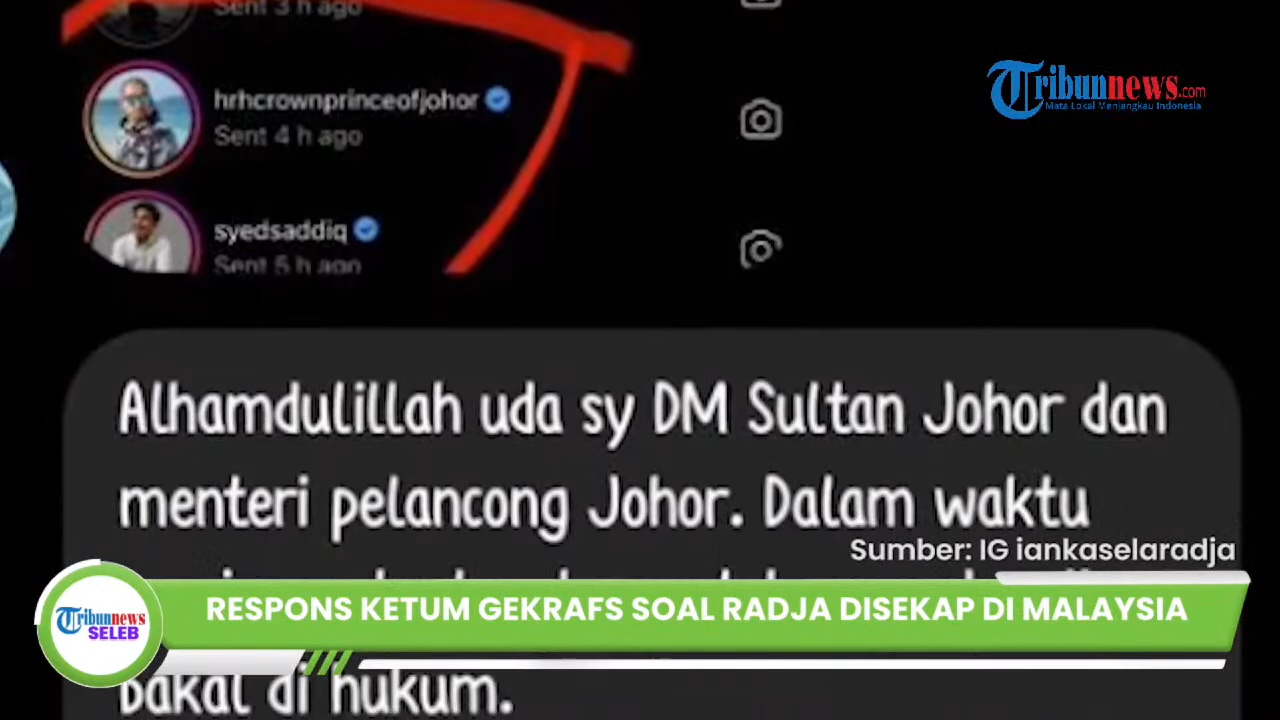 Sent 3 h ago
hrhcrownprinceofjohor
Sent 4 h ago
syedsaddiq
Sent 5 h ago
Tribunnews.com
Mata Lokal Menjangkau Indonesia
Alhamdulillah uda sy DM Sultan Johor dan
menteri pelancong Johor. Dalam waktu
Sumber: IG iankaselaradja
RESPONS KETUM GEKRAFS SOAL RADJA DISEKAP DI MALAYSIA
Tribunnews
SELEB
bakal di hukum.